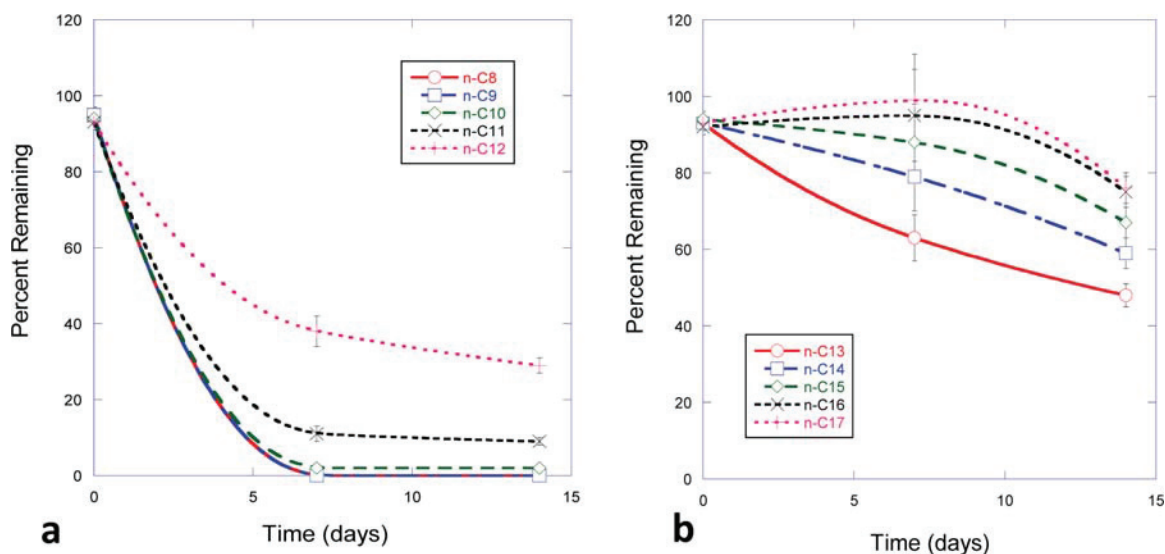 120
100
80
60
40
20
0
Percent Remaining
n-C8
n-C9
n-C10
n-C11
n-C12
0 5 10 15
Time (days)
a
120
100
80
60
40
20
0
Percent Remaining
n-C13
n-C14
n-C15
n-C16
n-C17
0 5 10 15
Time (days)
b